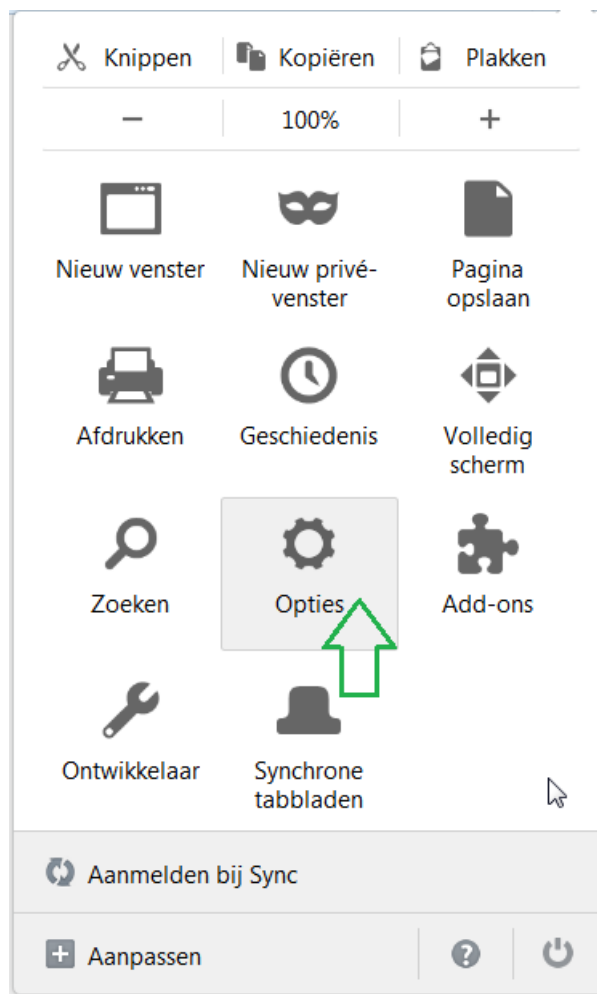 Knippen Kopiëren Plakken
− 100% +
Nieuw venster Nieuw privé-venster Pagina opslaan
Afdrukken Geschiedenis Volledig scherm
Zoeken Opties Add-ons
Ontwikkelaar Synchrone tabbladen
Aanmelden bij Sync
Aanpassen ?